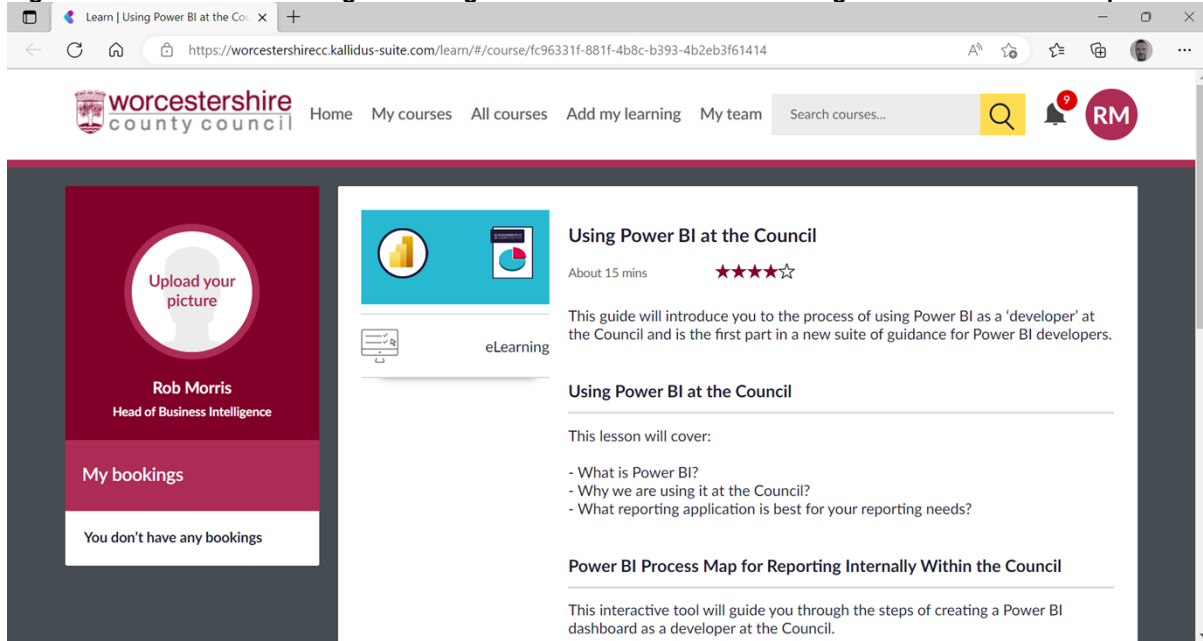 Learn | Using Power BI at the Cou
https://worcestershirecc.kallidus-suite.com/learn/#/course/fc96331f-881f-4b8c-b393-4b2eb3f61414
worcestershire
county council
Home My courses All courses Add my learning My team Search courses... 9 RM
Upload your
picture
Rob Morris
Head of Business Intelligence
My bookings
You don't have any bookings
eLearning
Using Power BI at the Council
About 15 mins
This guide will introduce you to the process of using Power BI as a 'developer' at
the Council and is the first part in a new suite of guidance for Power BI developers.
Using Power BI at the Council
This lesson will cover:
- What is Power BI?
- Why we are using it at the Council?
- What reporting application is best for your reporting needs?
Power BI Process Map for Reporting Internally Within the Council
This interactive tool will guide you through the steps of creating a Power BI
dashboard as a developer at the Council.